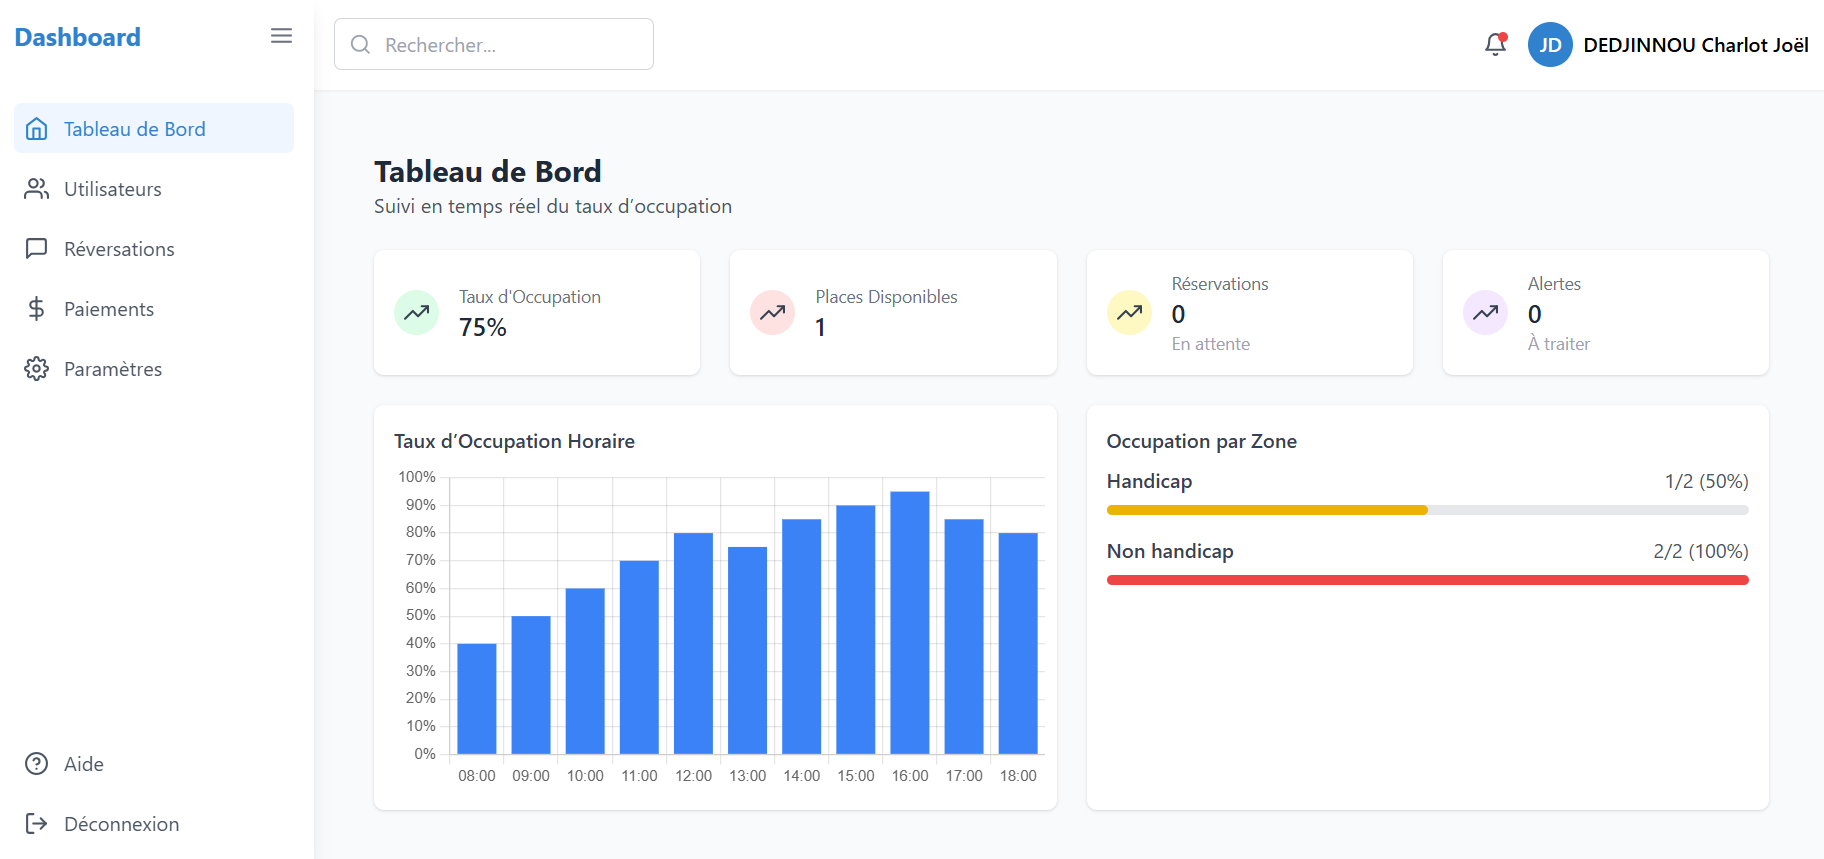 Dashboard
Rechercher...
JD
DEDJINNOU Charlot Joël
Tableau de Bord
Utilisateurs
Réversations
Paiements
Paramètres
Aide
Déconnexion
Tableau de Bord
Suivi en temps réel du taux d’occupation
Taux d'Occupation
75%
Places Disponibles
1
Réservations
0
En attente
Alertes
0
À traiter
Taux d’Occupation Horaire
100%
90%
80%
70%
60%
50%
40%
30%
20%
10%
0%
08:00 09:00 10:00 11:00 12:00 13:00 14:00 15:00 16:00 17:00 18:00
Occupation par Zone
Handicap 1/2 (50%)
Non handicap 2/2 (100%)